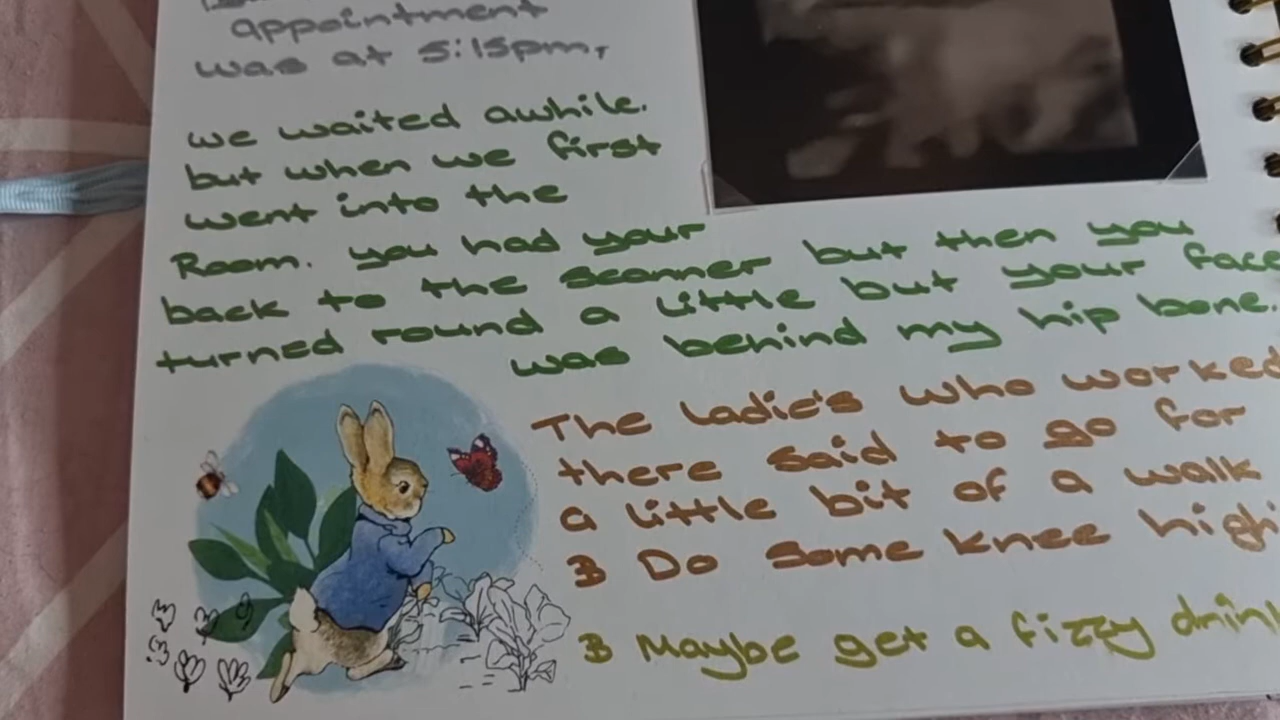 appointment
was at 5:15pm,
we waited awhile.
but when we first
went into the
Room. you had your
back to the scanner but then you
turned round a little but your face
was behind my hip bone.
The Ladie's who worked
there said to go for
a little bit of a walk
B Do some knee high
B Maybe get a fizzy drink